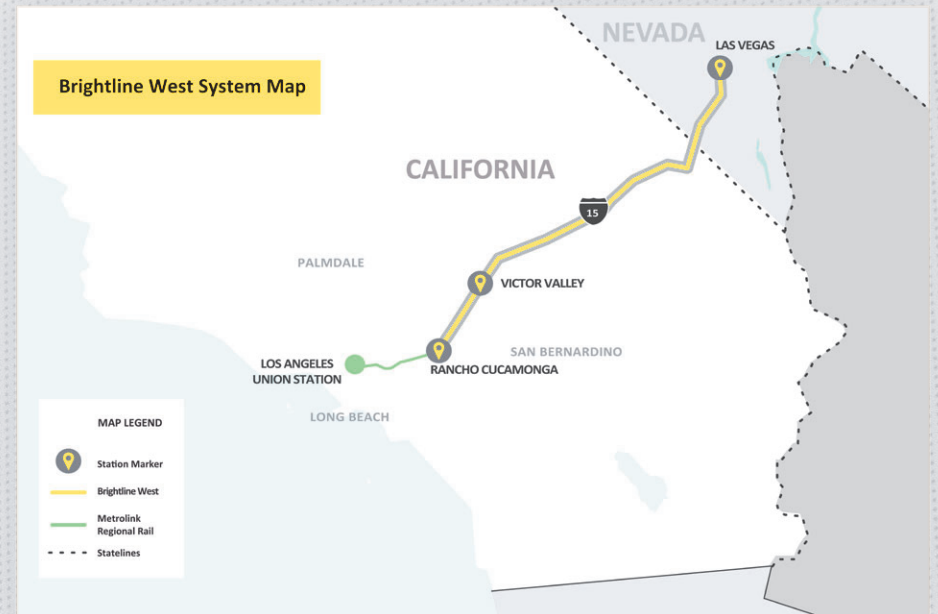 NEVADA
LAS VEGAS
Brightline West System Map
CALIFORNIA
15
PALMDALE
VICTOR VALLEY
LOS ANGELES
UNION STATION
SAN BERNARDINO
RANCHO CUCAMONGA
LONG BEACH
MAP LEGEND
Station Marker
Brightline West
Metrolink
Regional Rail
Statelines